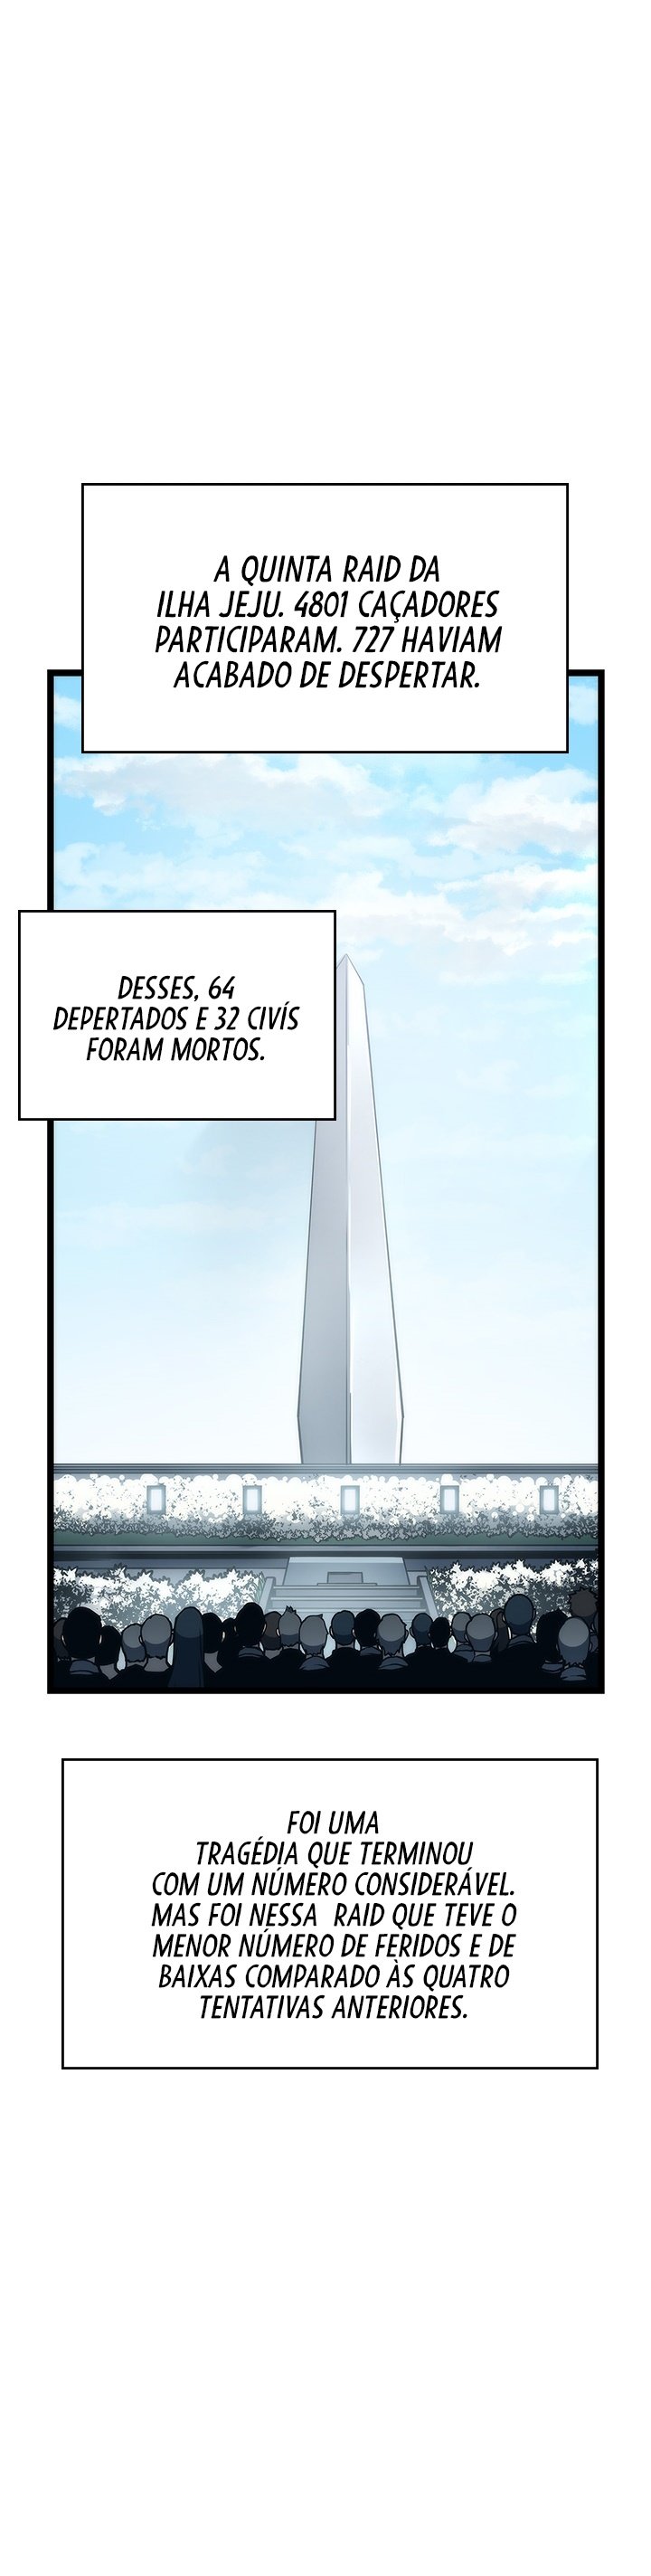 A QUINTA RAID DA
ILHA JEJU. 4801 CAÇADORES
PARTICIPARAM. 727 HAVIAM
ACABADO DE DESPERTAR.
DESSES, 64
DEPERTADOS E 32 CIVÍS
FORAM MORTOS.
FOI UMA
TRAGÉDIA QUE TERMINOU
COM UM NÚMERO CONSIDERÁVEL.
MAS FOI NESSA RAID QUE TEVE O
MENOR NÚMERO DE FERIDOS E DE
BAIXAS COMPARADO ÀS QUATRO
TENTATIVAS ANTERIORES.